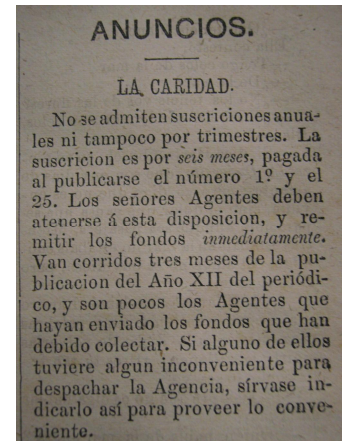 ANUNCIOS.
LA CARIDAD.
No se admiten suscriciones anua-
les ni tampoco por trimestres. La
suscricion es por seis meses, pagada
al publicarse el número 1º y el
25. Los señores Agentes deben
atenerse á esta disposicion, y re-
mitir los fondos inmediatamente.
Van corridos tres meses de la pu-
blicacion del Año XII del periódi-
co, y son pocos los Agentes que
hayan enviado los fondos que han
debido colectar. Si alguno de ellos
tuviere algun inconveniente para
despachar la Agencia, sírvase in-
dicarlo así para proveer lo conve-
niente.